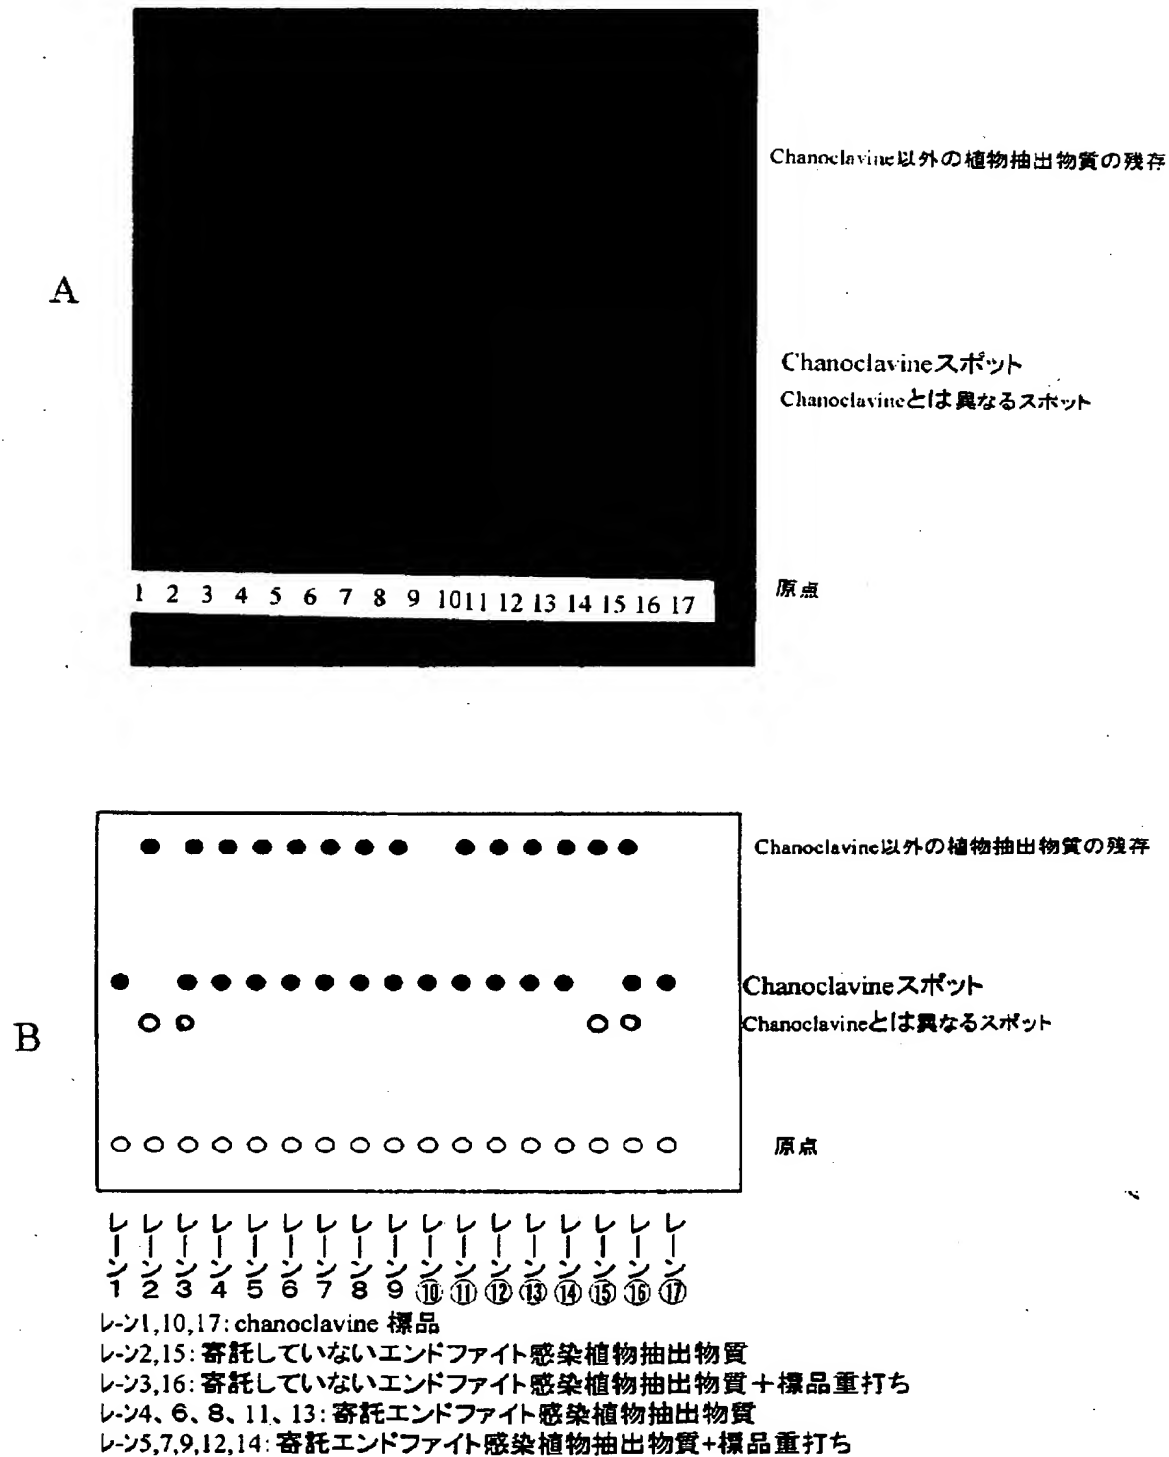 Chanoclavine以外の植物抽出物質の残存
A
Chanoclavineスポット
Chanoclavineとは異なるスポット
1 2 3 4 5 6 7 8 9 10 11 12 13 14 15 16 17
原点
Chanoclavine以外の植物抽出物質の残存
Chanoclavineスポット
Chanoclavineとは異なるスポット
B
原点
レーン1 レーン2 レーン3 レーン4 レーン5 レーン6 レーン7 レーン8 レーン9 レーン⑩ レーン⑪ レーン⑫ レーン⑬ レーン⑭ レーン⑮ レーン⑯ レーン⑰
レーン1,10,17: chanoclavine 標品
レーン2,15: 寄託していないエンドファイト感染植物抽出物質
レーン3,16: 寄託していないエンドファイト感染植物抽出物質+標品重打ち
レーン4、6、8、11、13: 寄託エンドファイト感染植物抽出物質
レーン5,7,9,12,14: 寄託エンドファイト感染植物抽出物質+標品重打ち